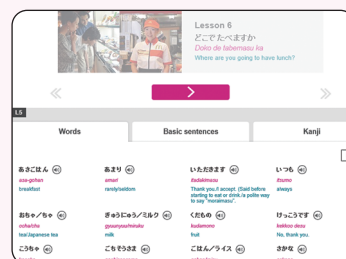 Lesson 6
どこで たべますか
Doko de tabemasu ka
Where are you going to have lunch?
L5
Words
Basic sentences
Kanji
あさごはん
asa-gohan
breakfast
あまり
amari
rarely/seldom
いただきます
itadakimasu
Thank you./I accept. (Said before
starting to eat or drink./a polite way
to say "nomimasu".
いつも
itsumo
always
おちゃ/ちゃ
ocha/cha
tea/Japanese tea
ぎゅうにゅう/ミルク
gyuunyuu/miruku
milk
くだもの
kudamono
fruit
けっこうです
kekkoo desu
No, thank you.
こうちゃ
ごちそうさま
ごはん/ライス
さかな